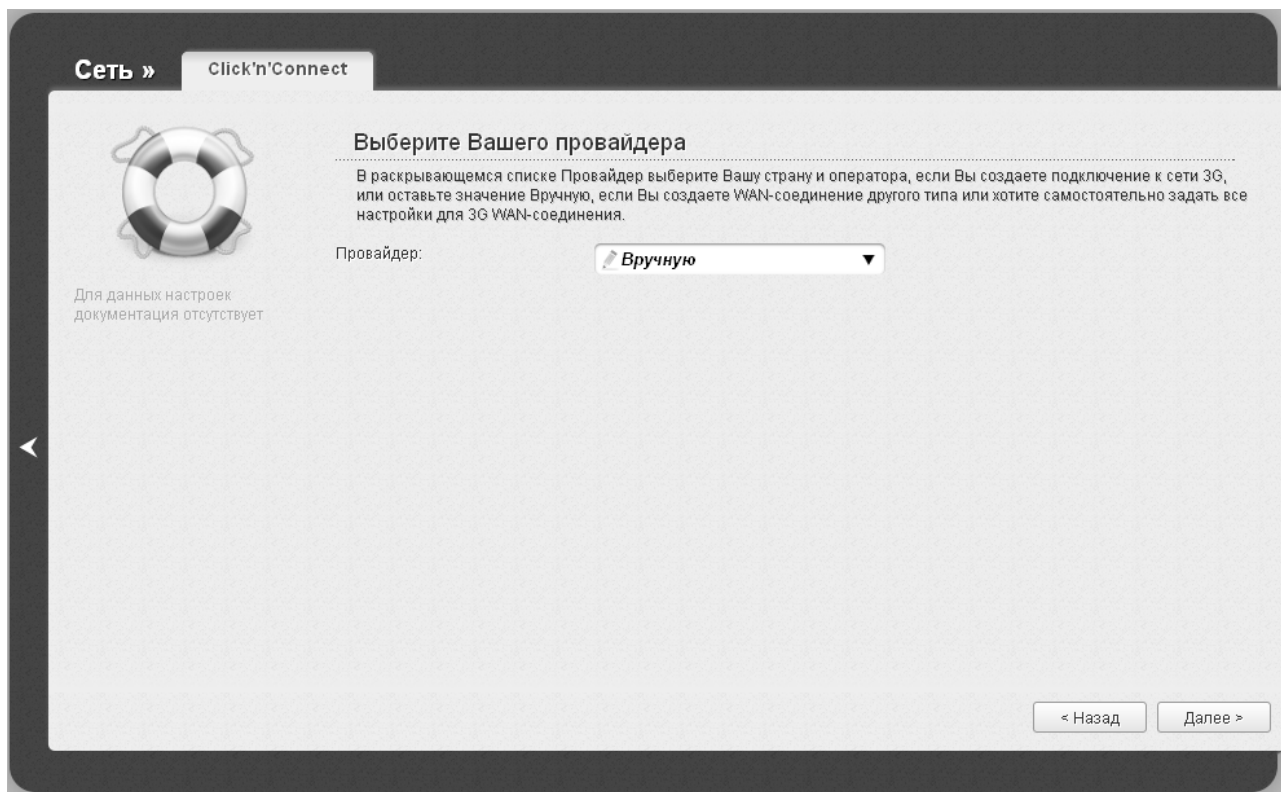 Сеть »
Click'n'Connect
Выберите Вашего провайдера
В раскрывающемся списке Провайдер выберите Вашу страну и оператора, если Вы создаете подключение к сети 3G,
или оставьте значение Вручную, если Вы создаете WAN-соединение другого типа или хотите самостоятельно задать все
настройки для 3G WAN-соединения.
Провайдер:
Вручную
Для данных настроек
документация отсутствует
< Назад
Далее >